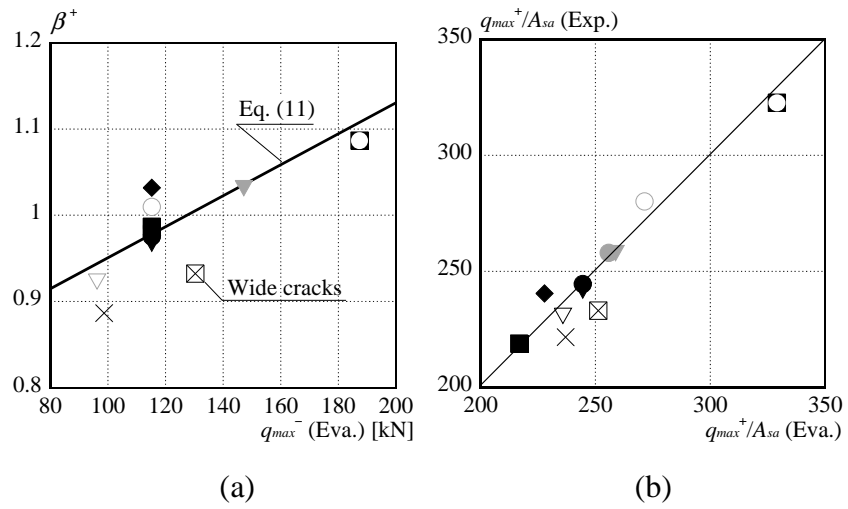 β⁺
1.2
1.1
1
0.9
0.8
80 100 120 140 160 180 200
Eq. (11)
Wide cracks
qmax⁻ (Eva.) [kN]
(a)
qmax⁺/Asa (Exp.)
350
300
250
200
200 250 300 350
qmax⁺/Asa (Eva.)
(b)